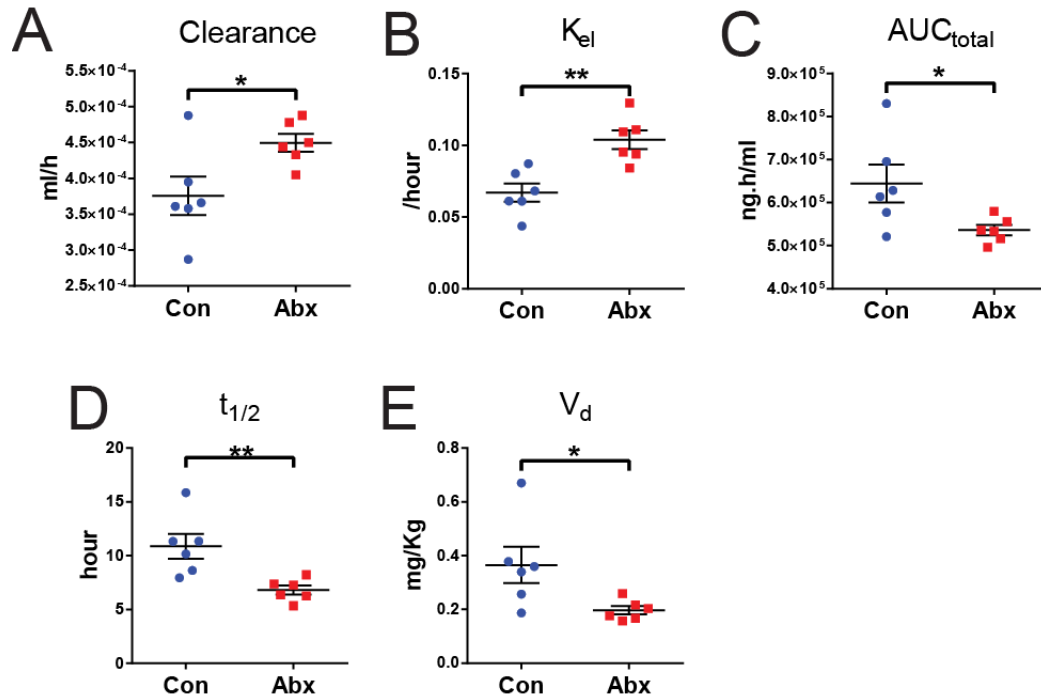 A
Clearance
*
5.5×10⁻⁴
5.0×10⁻⁴
4.5×10⁻⁴
4.0×10⁻⁴
3.5×10⁻⁴
3.0×10⁻⁴
2.5×10⁻⁴
ml/h
Con Abx
B
Kel
**
0.15
0.10
0.05
0.00
/hour
Con Abx
C
AUCtotal
*
9.0×10⁵
8.0×10⁵
7.0×10⁵
6.0×10⁵
5.0×10⁵
4.0×10⁵
ng.h/ml
Con Abx
D
t1/2
**
20
15
10
5
0
hour
Con Abx
E
Vd
*
0.8
0.6
0.4
0.2
0.0
mg/Kg
Con Abx